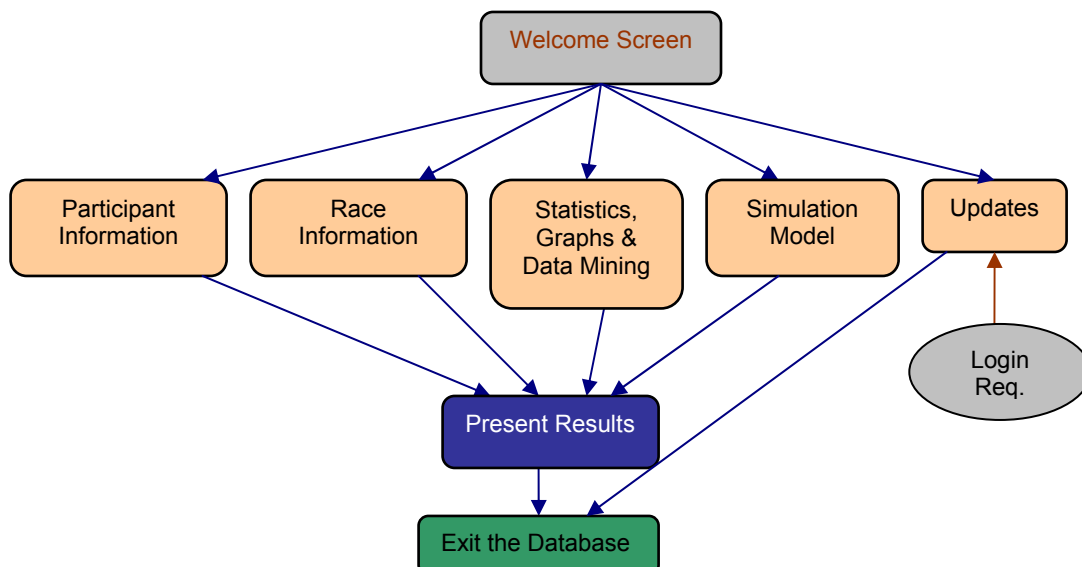 Welcome Screen
Participant
Information
Race
Information
Statistics,
Graphs &
Data Mining
Simulation
Model
Updates
Login
Req.
Present Results
Exit the Database